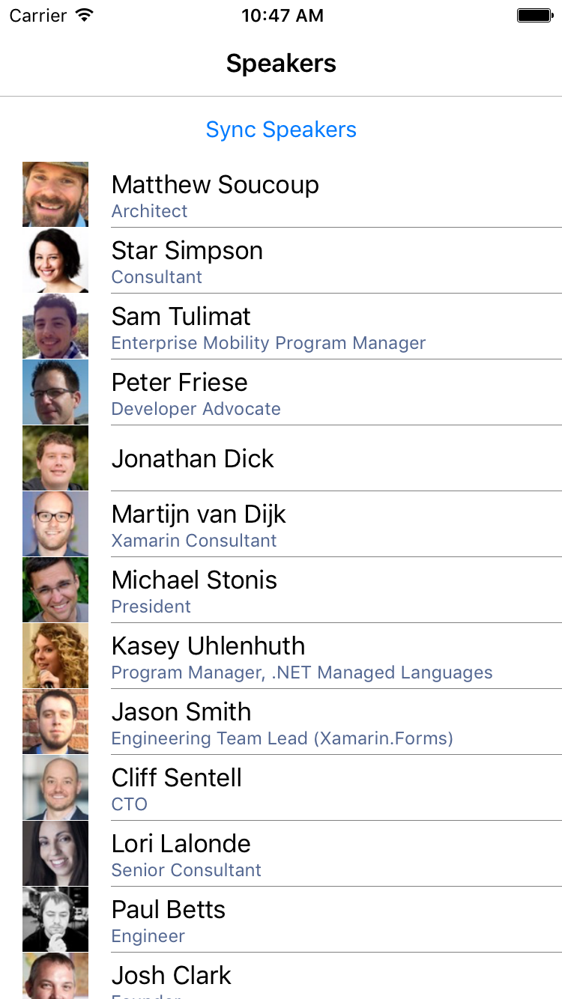 Carrier 10:47 AM
Speakers
Sync Speakers
Matthew Soucoup
Architect
Star Simpson
Consultant
Sam Tulimat
Enterprise Mobility Program Manager
Peter Friese
Developer Advocate
Jonathan Dick
Martijn van Dijk
Xamarin Consultant
Michael Stonis
President
Kasey Uhlenhuth
Program Manager, .NET Managed Languages
Jason Smith
Engineering Team Lead (Xamarin.Forms)
Cliff Sentell
CTO
Lori Lalonde
Senior Consultant
Paul Betts
Engineer
Josh Clark
Founder